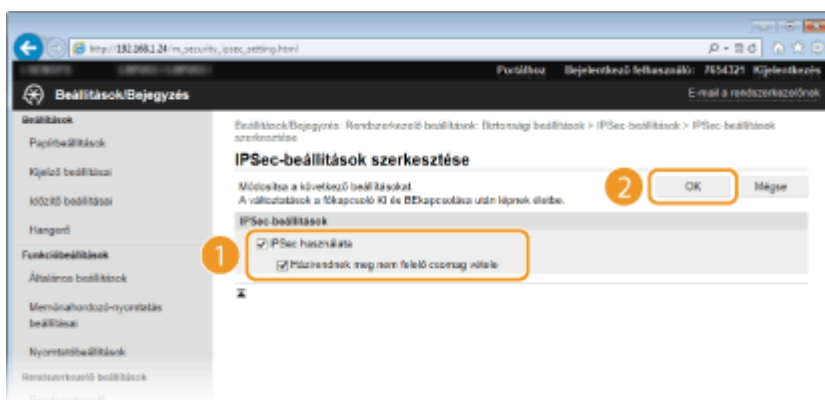 http://192.168.1.24/m_security_ipsec_setting.html
Portálhoz Bejelentkező felhasználó: 7654321 Kijelentkezés
Beállítások/Bejegyzés
E-mail a rendszerkezelőnek
Beállítások
Papírbeállítások
Kijelző beállításai
Időzítő beállításai
Hangerő
Funkcióbeállítások
Általános beállítások
Memóriahordozó-nyomtatás
beállításai
Nyomtatóbeállítások
Rendszerkezelő beállítások
Beállítások/Bejegyzés: Rendszerkezelő beállítások: Biztonsági beállítások > IPSec-beállítások > IPSec-beállítások
szerkesztése
IPSec-beállítások szerkesztése
Módosítsa a következő beállításokat.
A változtatások a főkapcsoló KI és BEkapcsolása után lépnek életbe.
2
OK
Mégse
IPSec-beállítások
1
IPSec használata
Házirendnek meg nem felelő csomag vétele